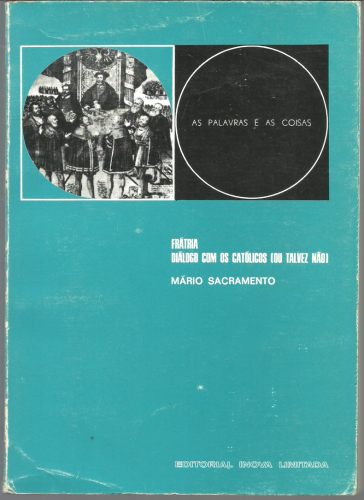 AS PALAVRAS E AS COISAS
FRÁTRIA
DIÁLOGO COM OS CATÓLICOS (OU TALVEZ NÃO)
MÁRIO SACRAMENTO
EDITORIAL INOVA LIMITADA